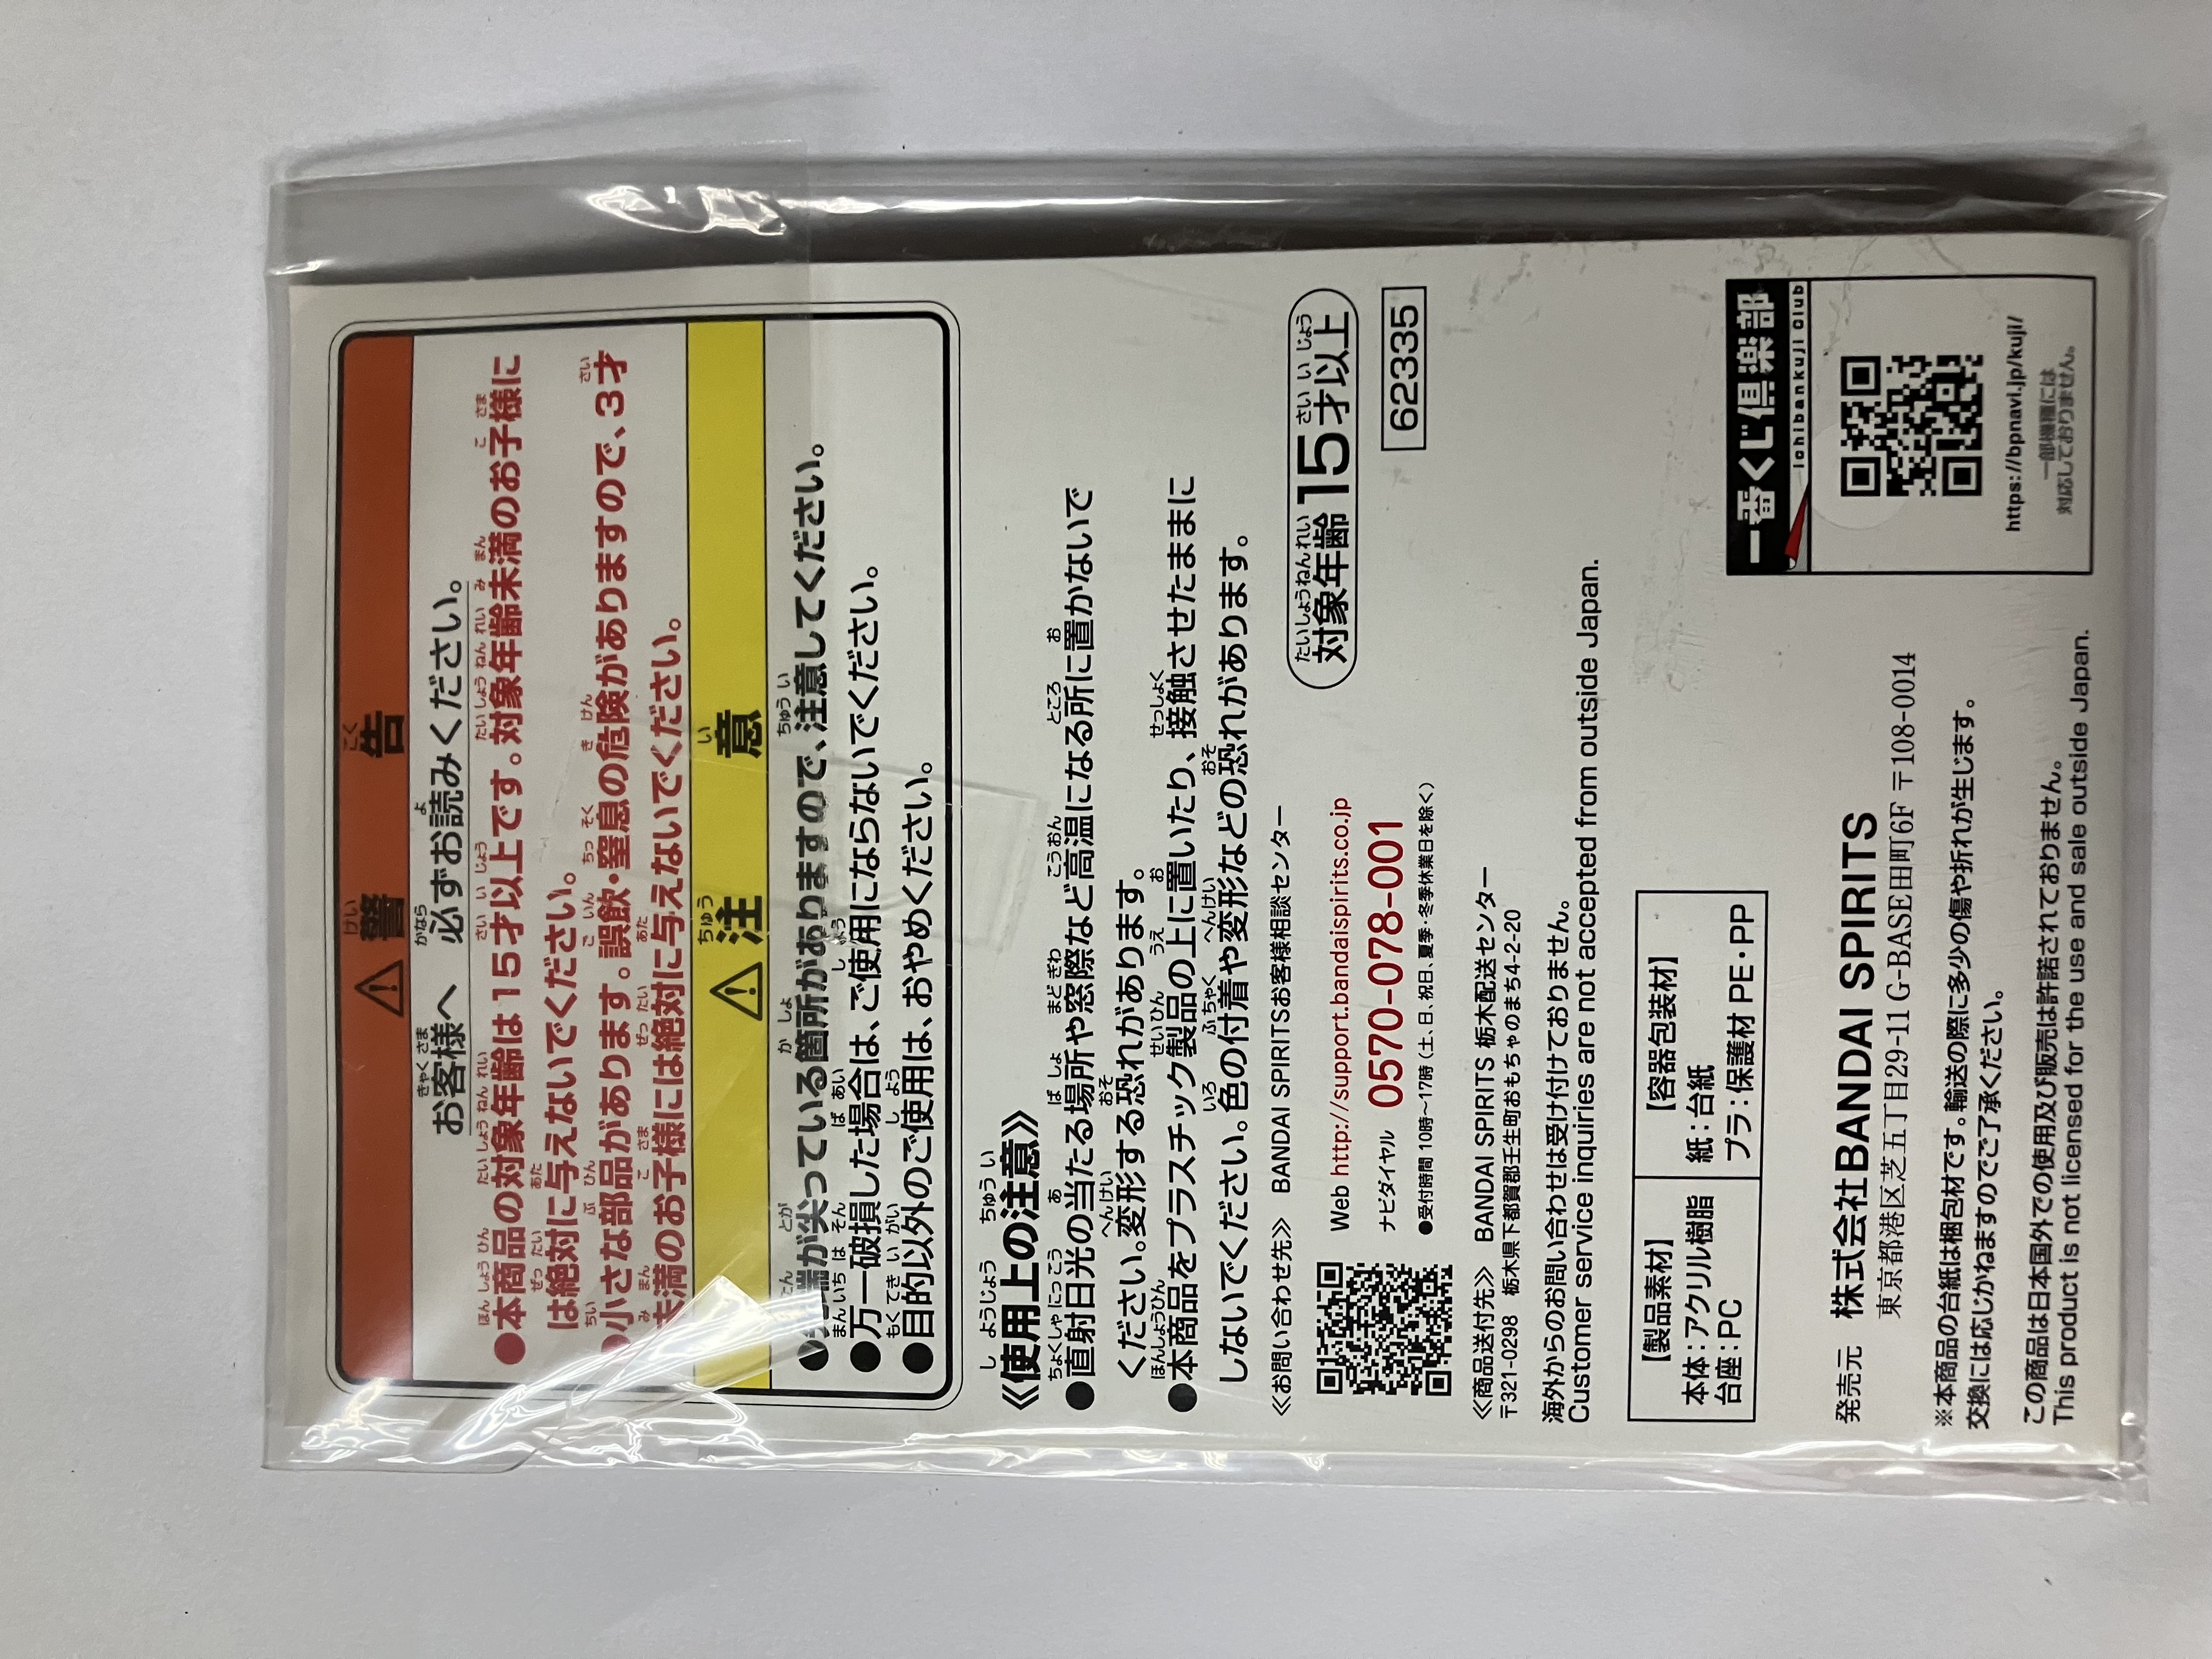 警告
お客様へ 必ずお読みください。
●本商品の対象年齢は15才以上です。対象年齢未満のお子様に
は絶対に与えないでください。
●小さな部品があります。誤飲・窒息の危険がありますので、3才
未満のお子様には絶対に与えないでください。
注意
●先端が尖っている箇所がありますので、注意してください。
●万一破損した場合は、ご使用にならないでください。
●目的以外のご使用は、おやめください。
《使用上の注意》
●直射日光の当たる場所や窓際など高温になる所に置かないで
ください。変形する恐れがあります。
●本商品をプラスチック製品の上に置いたり、接触させたままに
しないでください。色の付着や変形などの恐れがあります。
《お問い合わせ先》 BANDAI SPIRITSお客様相談センター
Web http://support.bandaispirits.co.jp
ナビダイヤル 0570-078-001
●受付時間 10時～17時(土、日、祝日、夏季・冬季休業日を除く)
対象年齢 15才以上
62335
《商品送付先》 BANDAI SPIRITS 栃木配送センター
〒321-0298 栃木県下都賀郡壬生町おもちゃのまち4-2-20
海外からのお問い合わせは受け付けておりません。
Customer service inquiries are not accepted from outside Japan.
【製品素材】
本体:アクリル樹脂
台座:PC
【容器包装材】
紙:台紙
プラ:保護材 PE・PP
一番くじ倶楽部
Ichibankuji Club
https://bpnavi.jp/kuji/
一部機種には
対応しておりません。
発売元 株式会社BANDAI SPIRITS
東京都港区芝五丁目29-11 G-BASE田町6F 〒108-0014
※本商品の台紙は梱包材です。輸送の際に多少の傷や折れが生じます。
交換には応じかねますのでご了承ください。
この商品は日本国外での使用及び販売は許諾されておりません。
This product is not licensed for the use and sale outside Japan.